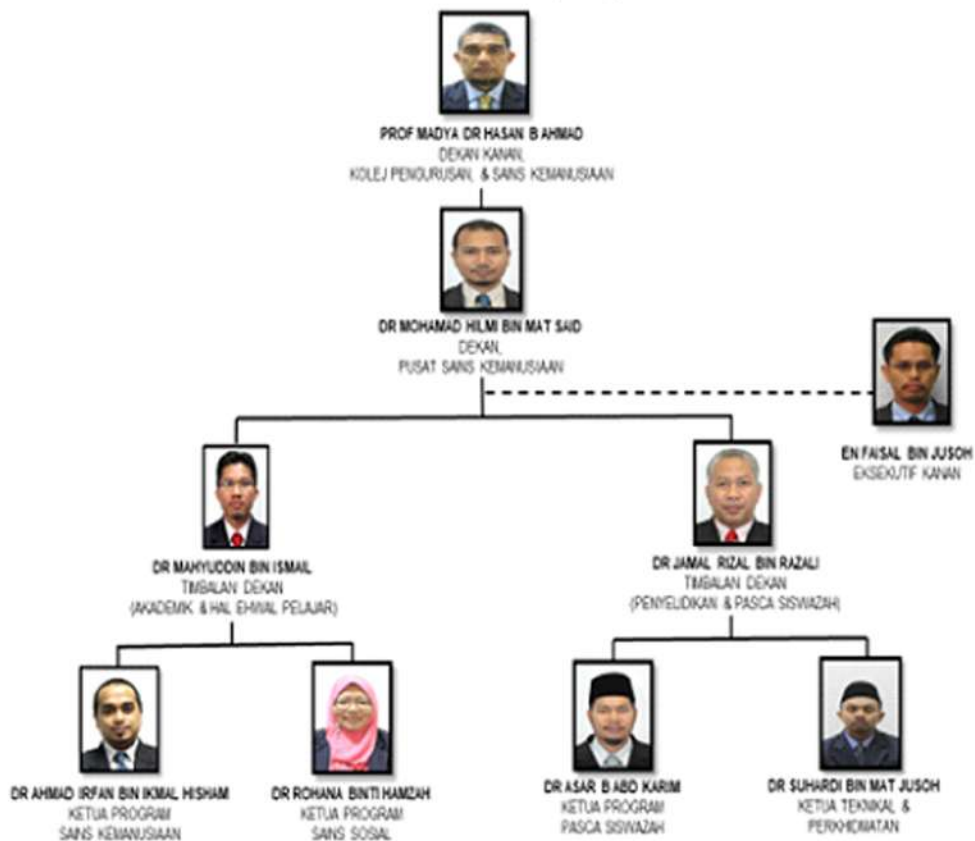 PROF MADYA DR HASAN B AHMAD
DEKAN KANAN,
KOLEJ PENGURUSAN, & SAINS KEMANUSIAAN
DR MOHAMAD HILMI BIN MAT SAID
DEKAN,
PUSAT SAINS KEMANUSIAAN
EN FAISAL BIN JUSOH
EKSEKUTIF KANAN
DR MAHYUDDIN BIN ISMAIL
TIMBALAN DEKAN
(AKADEMIK & HAL EHWAL PELAJAR)
DR JAMAL RIZAL BIN RAZALI
TIMBALAN DEKAN
(PENYELIDIKAN & PASCA SISWAZAH)
DR AHMAD IRFAN BIN IKMAL HISHAM
KETUA PROGRAM
SAINS KEMANUSIAAN
DR ROHANA BINTI HAMZAH
KETUA PROGRAM
SAINS SOSIAL
DR ASAR B ABD KARIM
KETUA PROGRAM
PASCA SISWAZAH
DR SUHARDI BIN MAT JUSOH
KETUA TEKNIKAL &
PERKHIDMATAN